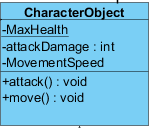 CharacterObject
-MaxHealth
-attackDamage : int
-MovementSpeed
+attack() : void
+move() : void